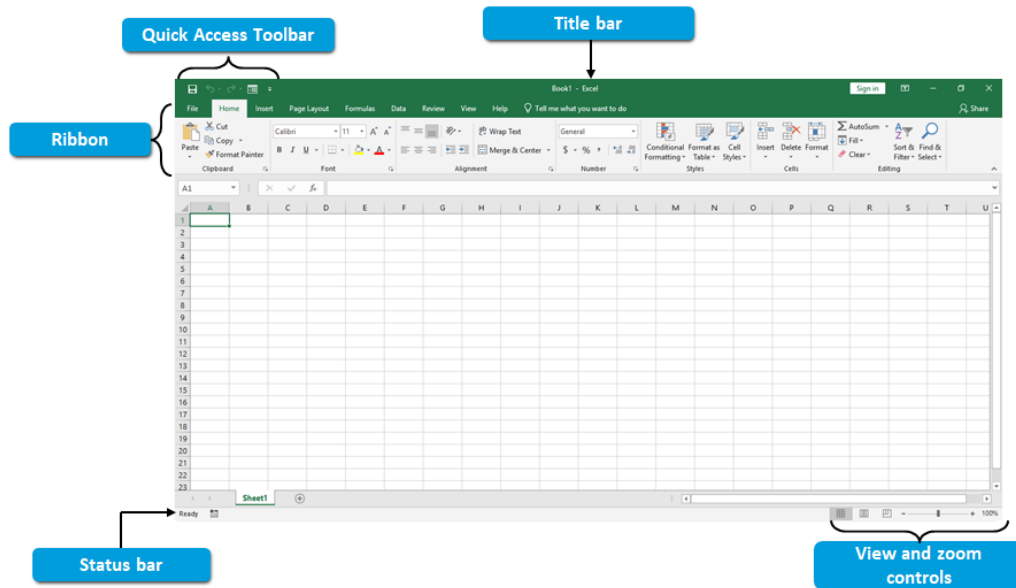 Title bar
Quick Access Toolbar
Book1 - Excel
Sign in
File Home Insert Page Layout Formulas Data Review View Help Tell me what you want to do Share
Ribbon
Paste
Cut
Copy
Format Painter
Clipboard
Calibri 11 A A
B I U A
Font
Wrap Text
Merge & Center
Alignment
General
$ % ,
Number
Conditional Formatting
Format as Table
Cell Styles
Styles
Insert Delete Format
Cells
AutoSum
Fill
Clear
Sort & Filter
Find & Select
Editing
A1 fx
A B C D E F G H I J K L M N O P Q R S T U
1
2
3
4
5
6
7
8
9
10
11
12
13
14
15
16
17
18
19
20
21
22
23
Sheet1
Ready 100%
Status bar
View and zoom
controls